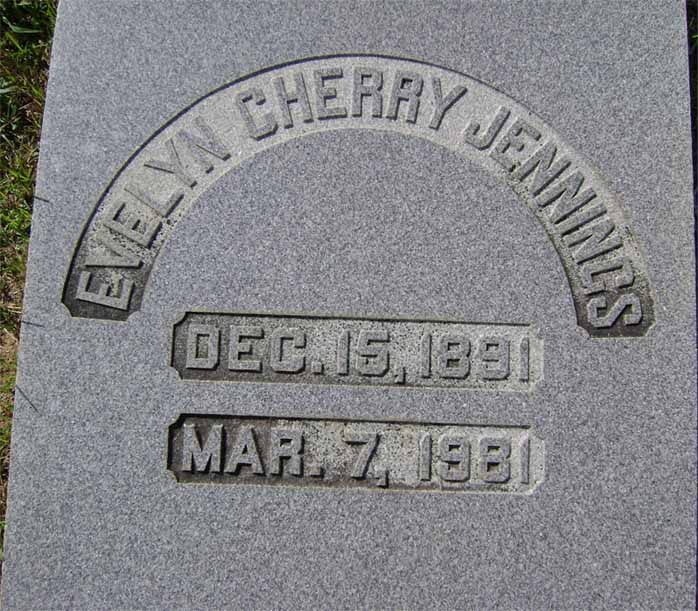 EVELYN CHERRY JENNINGS
DEC. 15, 1891
MAR. 7, 1981